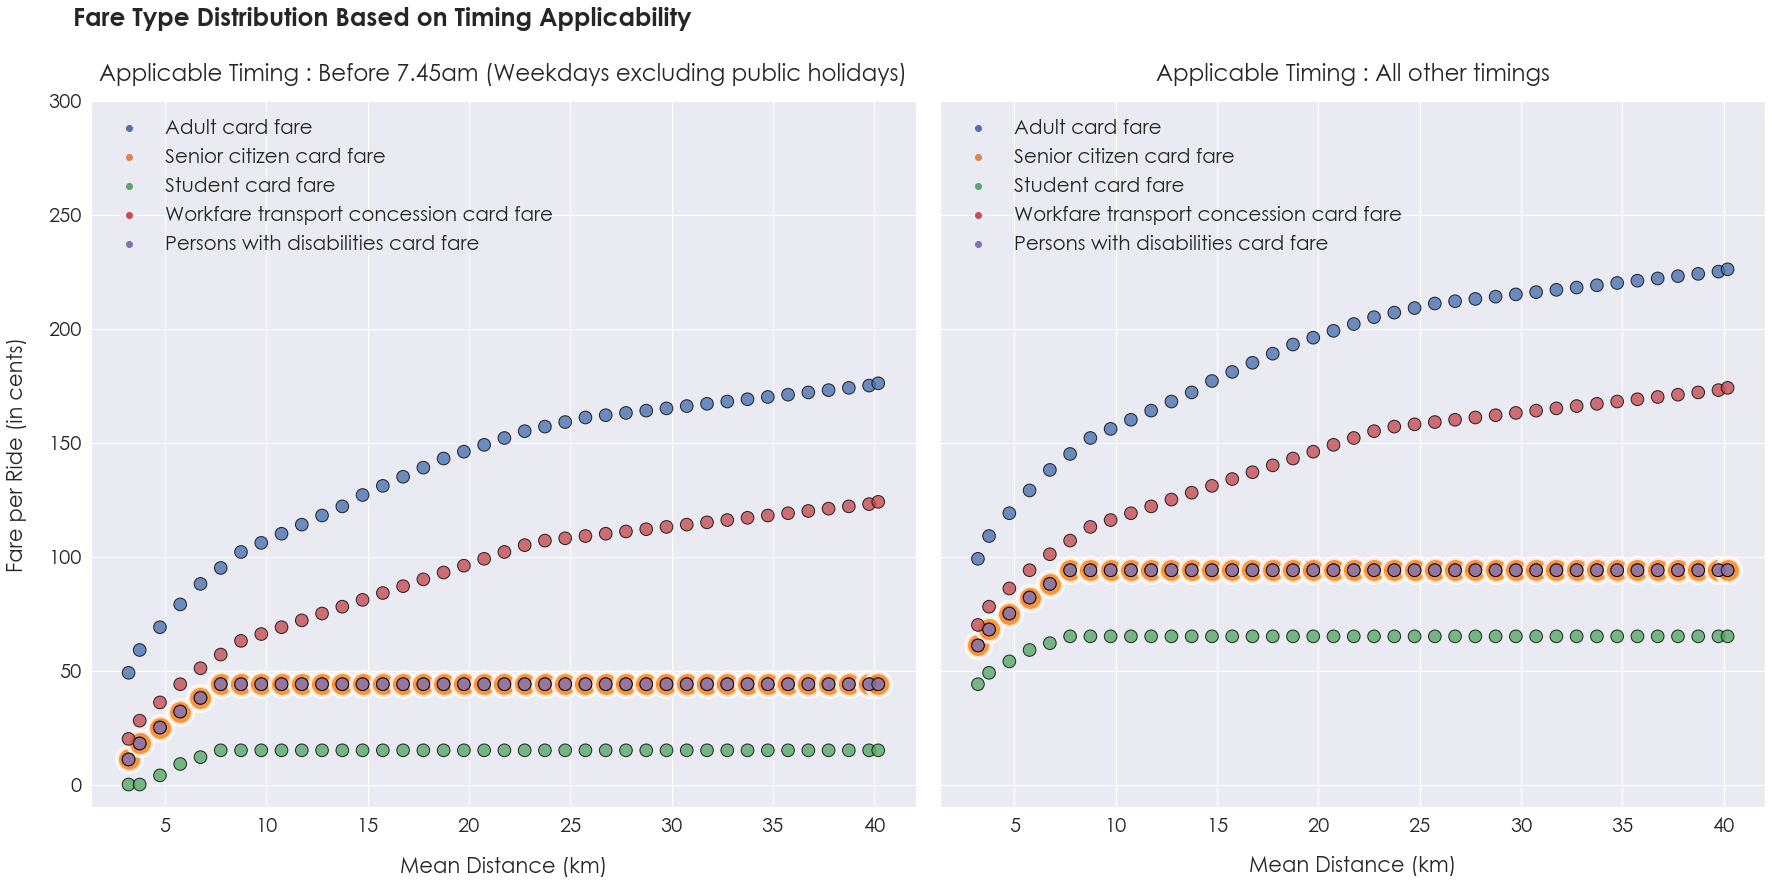 Fare Type Distribution Based on Timing Applicability
Applicable Timing : Before 7.45am (Weekdays excluding public holidays)
Applicable Timing : All other timings
300
250
200
150
100
50
0
Fare per Ride (in cents)
Adult card fare
Senior citizen card fare
Student card fare
Workfare transport concession card fare
Persons with disabilities card fare
5 10 15 20 25 30 35 40
Mean Distance (km)
Adult card fare
Senior citizen card fare
Student card fare
Workfare transport concession card fare
Persons with disabilities card fare
5 10 15 20 25 30 35 40
Mean Distance (km)